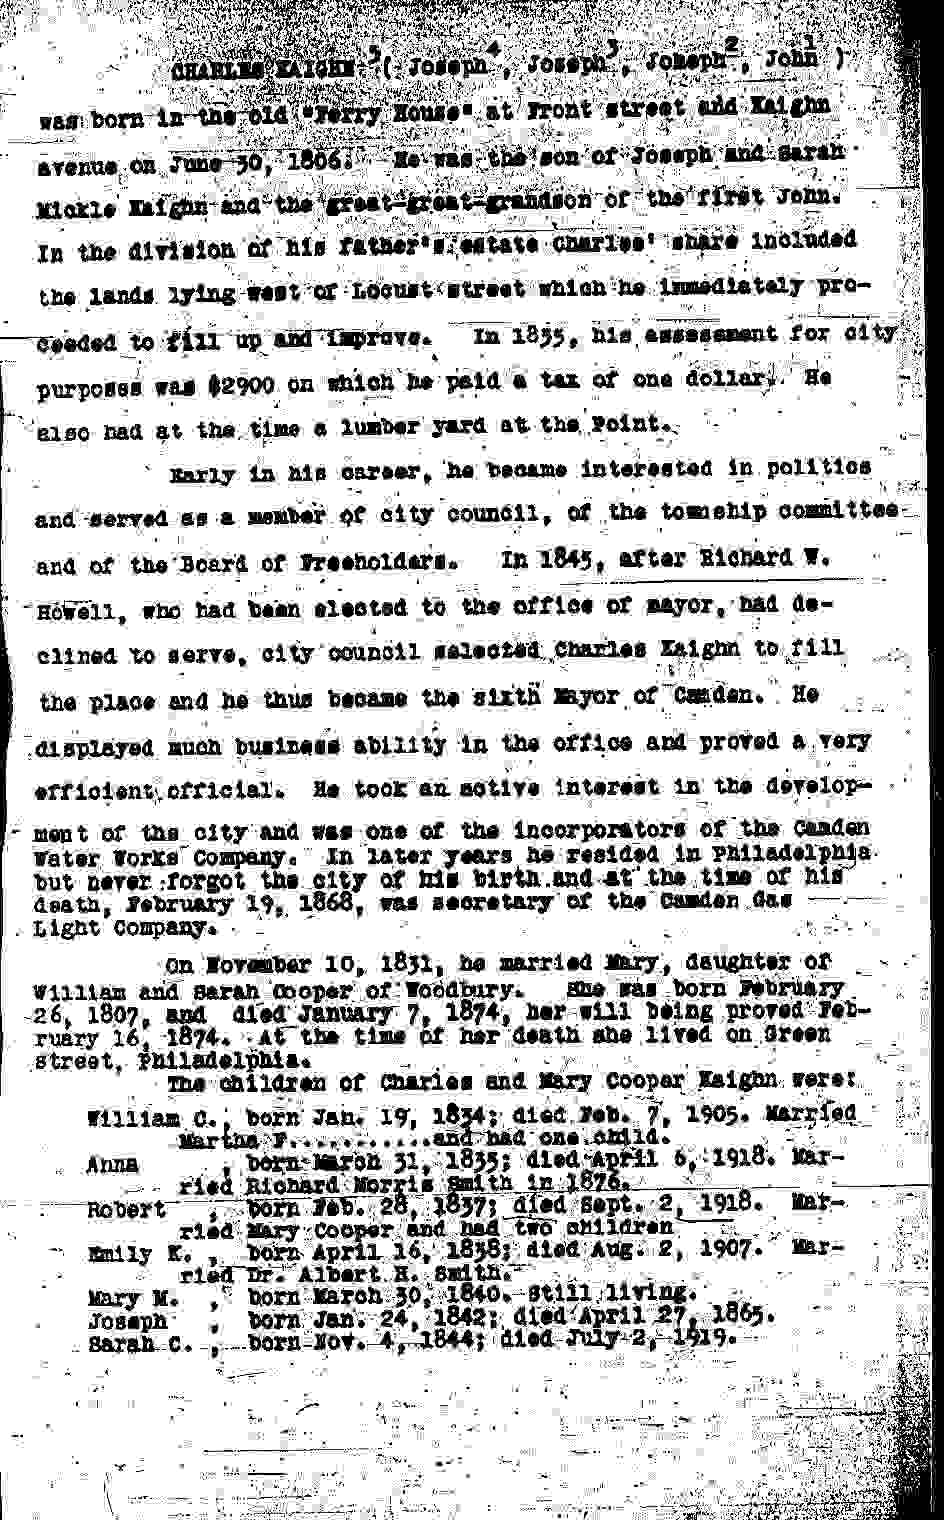 CHARLES KAIGHN 5 ( Joseph 4, Joseph 3, Joseph 2, John 1 )
was born in the old "Ferry House" at Front street and Kaighn
avenue on June 30, 1806. He was the son of Joseph and Sarah
Mickle Kaighn and the great-great-grandson of the first John.
In the division of his father's estate Charles' share included
the lands lying west of Locust street which he immediately pro-
ceeded to fill up and improve. In 1835, his assessment for city
purposes was $2900 on which he paid a tax of one dollar. He
also had at the time a lumber yard at the Point.
Early in his career, he became interested in politics
and served as a member of city council, of the township committee
and of the Board of Freeholders. In 1845, after Richard W.
Howell, who had been elected to the office of mayor, had de-
clined to serve, city council selected Charles Kaighn to fill
the place and he thus became the sixth Mayor of Camden. He
displayed much business ability in the office and proved a very
efficient official. He took an active interest in the develop-
ment of the city and was one of the incorporators of the Camden
Water Works Company. In later years he resided in Philadelphia
but never forgot the city of his birth and at the time of his
death, February 19, 1868, was secretary of the Camden Gas
Light Company.
On November 10, 1831, he married Mary, daughter of
William and Sarah Cooper of Woodbury. She was born February
26, 1807, and died January 7, 1874, her will being proved Feb-
ruary 16, 1874. At the time of her death she lived on Green
street, Philadelphia.
The children of Charles and Mary Cooper Kaighn were:
William C., born Jan. 19, 1834; died Feb. 7, 1905. Married
Martha F............and had one child.
Anna , born March 31, 1835; died April 6, 1918. Mar-
ried Richard Morris Smith in 1876.
Robert , born Feb. 28, 1837; died Sept. 2, 1918. Mar-
ried Mary Cooper and had two children
Emily K. , born April 16, 1838; died Aug. 2, 1907. Mar-
ried Dr. Albert H. Smith.
Mary M. , born March 30, 1840. Still living.
Joseph , born Jan. 24, 1842; died April 27, 1865.
Sarah C. , born Nov. 4, 1844; died July 2, 1919.